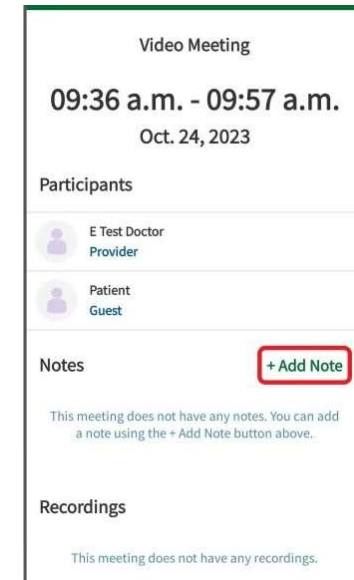 Video Meeting
09:36 a.m. - 09:57 a.m.
Oct. 24, 2023
Participants
E Test Doctor
Provider
Patient
Guest
Notes
+ Add Note
This meeting does not have any notes. You can add
a note using the + Add Note button above.
Recordings
This meeting does not have any recordings.